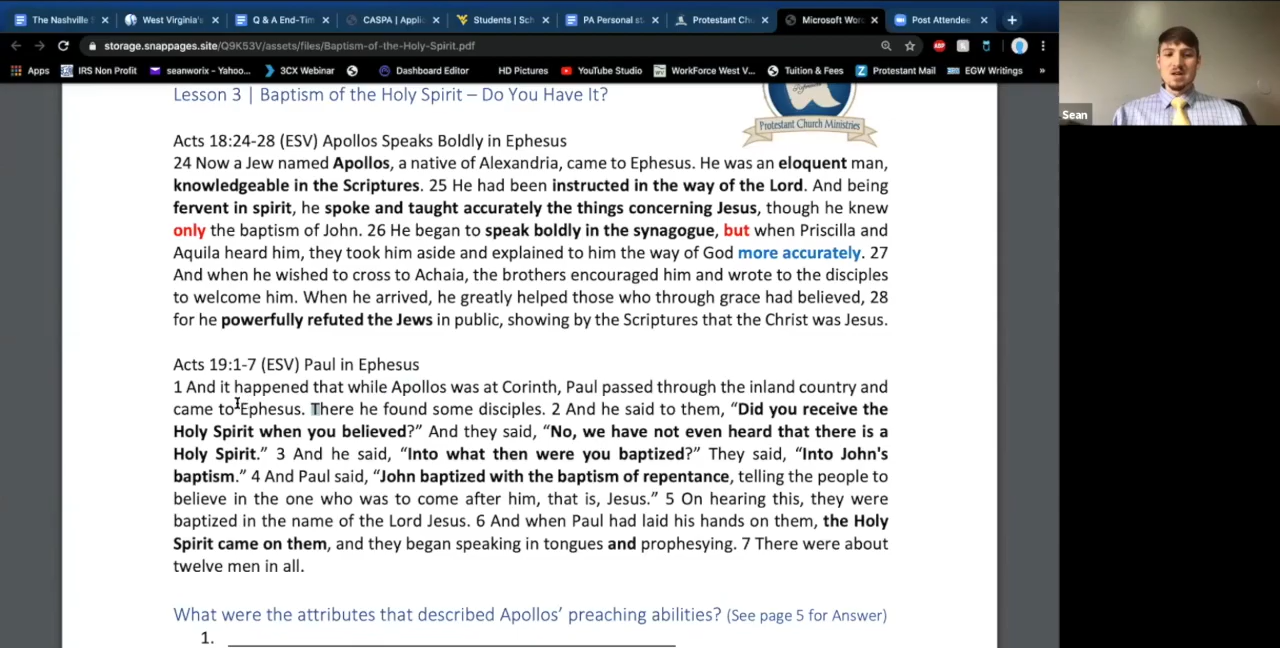 The Nashville
West Virginia's
Q & A End-Tim
CASPA | Appli
Students | Sch
PA Personal st
Protestant Ch
Microsoft Wor
Post Attende
storage.snappages.site/Q9K53V/assets/files/Baptism-of-the-Holy-Spirit.pdf
Apps
IRS Non Profit
seanworix - Yahoo...
3CX Webinar
Dashboard Editor
HD Pictures
YouTube Studio
WorkForce West V...
Tuition & Fees
Protestant Mail
EGW Writings
»
Sean
Lesson 3 | Baptism of the Holy Spirit – Do You Have It?
Protestant Church Ministries
Acts 18:24-28 (ESV) Apollos Speaks Boldly in Ephesus
24 Now a Jew named Apollos, a native of Alexandria, came to Ephesus. He was an eloquent man,
knowledgeable in the Scriptures. 25 He had been instructed in the way of the Lord. And being
fervent in spirit, he spoke and taught accurately the things concerning Jesus, though he knew
only the baptism of John. 26 He began to speak boldly in the synagogue, but when Priscilla and
Aquila heard him, they took him aside and explained to him the way of God more accurately. 27
And when he wished to cross to Achaia, the brothers encouraged him and wrote to the disciples
to welcome him. When he arrived, he greatly helped those who through grace had believed, 28
for he powerfully refuted the Jews in public, showing by the Scriptures that the Christ was Jesus.
Acts 19:1-7 (ESV) Paul in Ephesus
1 And it happened that while Apollos was at Corinth, Paul passed through the inland country and
came to Ephesus. There he found some disciples. 2 And he said to them, “Did you receive the
Holy Spirit when you believed?” And they said, “No, we have not even heard that there is a
Holy Spirit.” 3 And he said, “Into what then were you baptized?” They said, “Into John's
baptism.” 4 And Paul said, “John baptized with the baptism of repentance, telling the people to
believe in the one who was to come after him, that is, Jesus.” 5 On hearing this, they were
baptized in the name of the Lord Jesus. 6 And when Paul had laid his hands on them, the Holy
Spirit came on them, and they began speaking in tongues and prophesying. 7 There were about
twelve men in all.
What were the attributes that described Apollos’ preaching abilities? (See page 5 for Answer)
1.